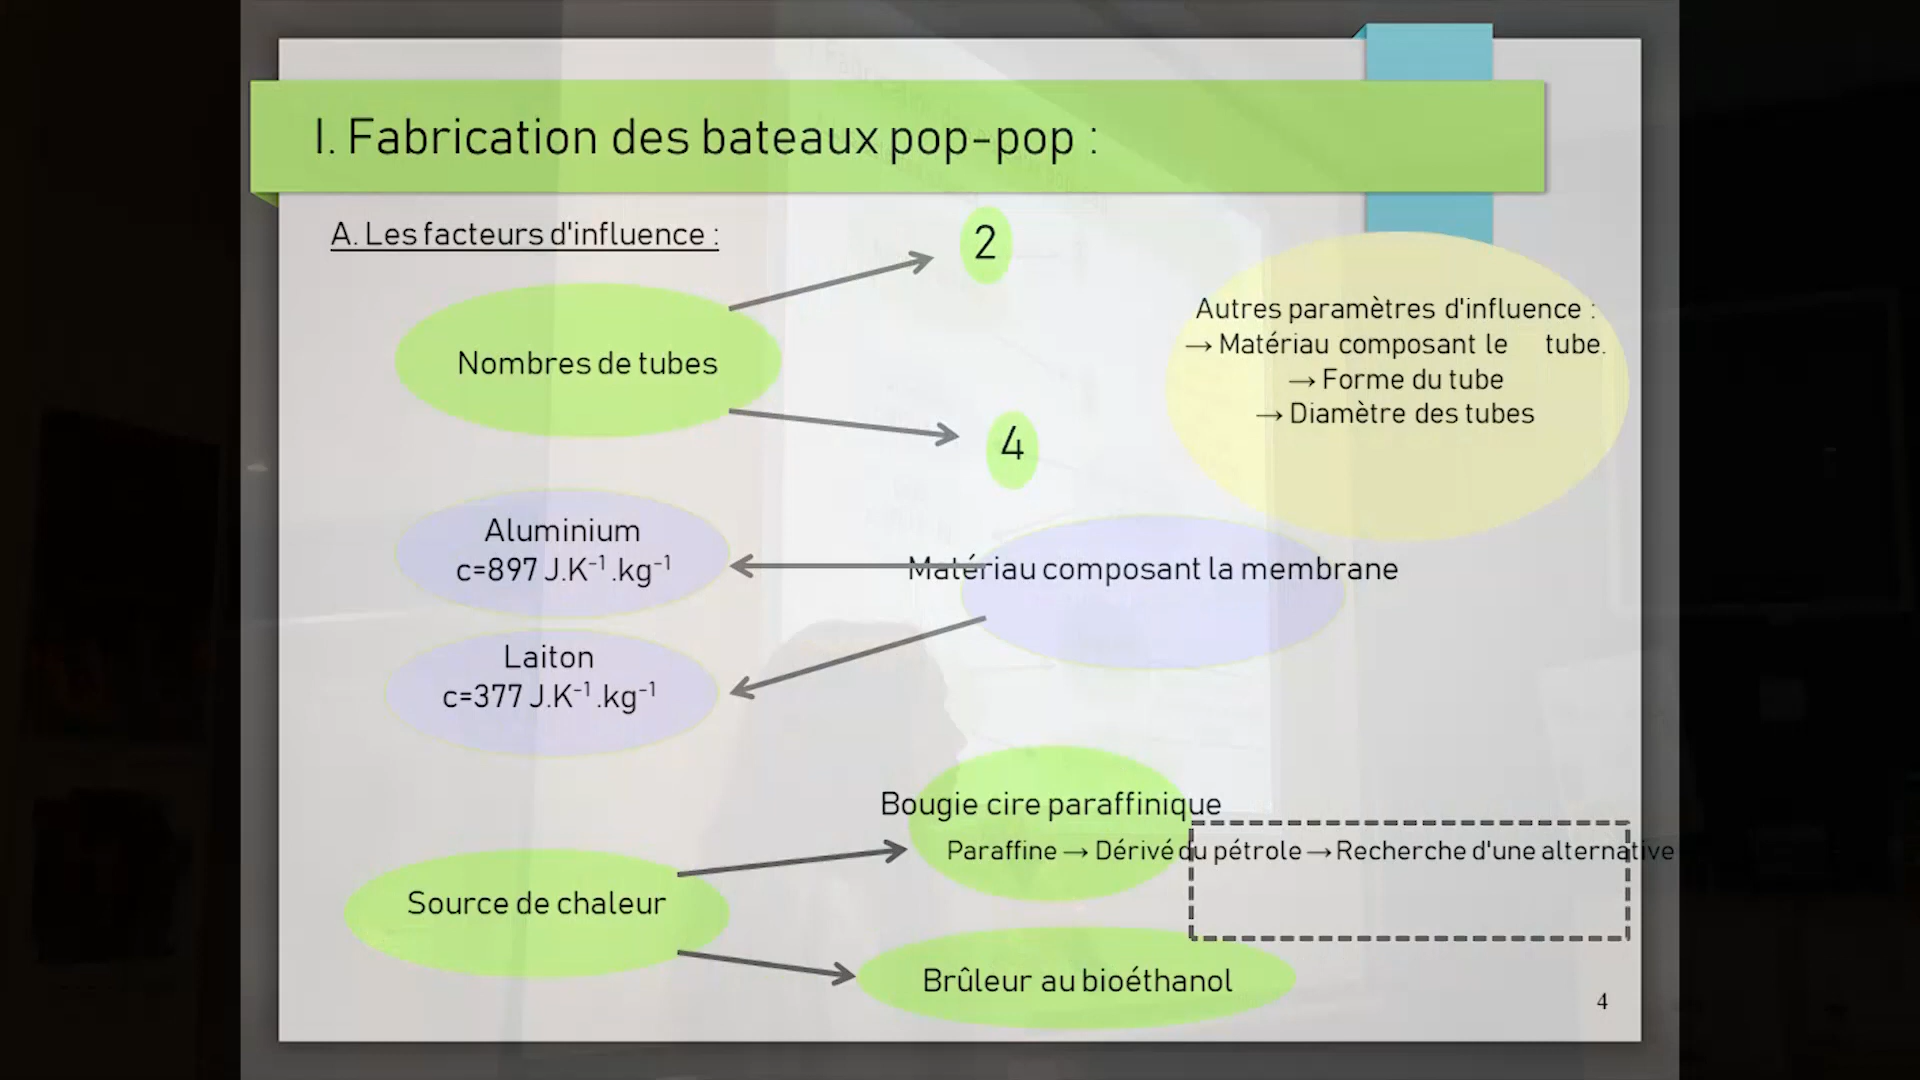 I. Fabrication des bateaux pop-pop :
A. Les facteurs d'influence :
2
Nombres de tubes
4
Autres paramètres d'influence :
→ Matériau composant le tube.
→ Forme du tube
→ Diamètre des tubes
Aluminium
c=897 J.K⁻¹ .kg⁻¹
Matériau composant la membrane
Laiton
c=377 J.K⁻¹ .kg⁻¹
Bougie cire paraffinique
Paraffine → Dérivé du pétrole → Recherche d'une alternative
Source de chaleur
Brûleur au bioéthanol
4